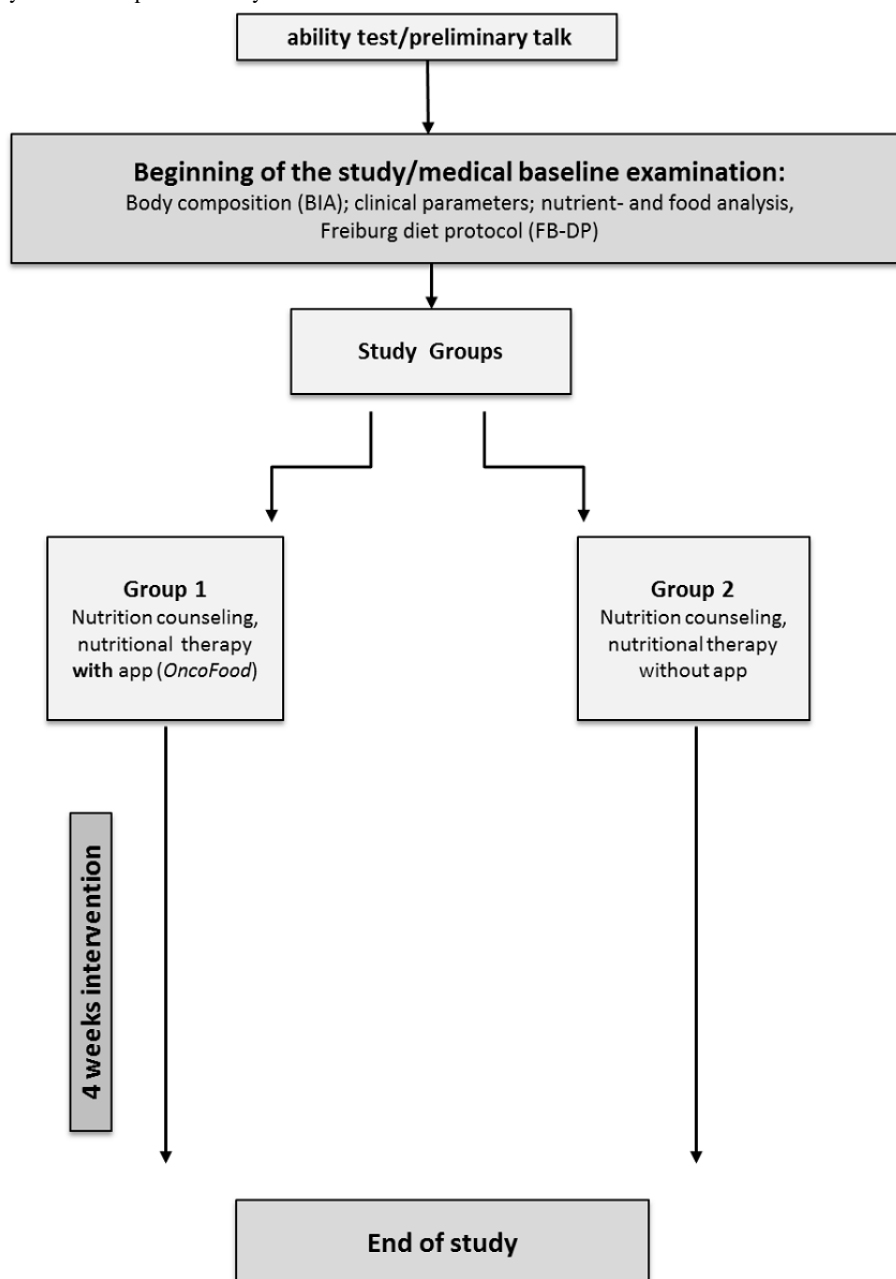 ability test/preliminary talk
Beginning of the study/medical baseline examination:
Body composition (BIA); clinical parameters; nutrient- and food analysis,
Freiburg diet protocol (FB-DP)
Study Groups
Group 1
Nutrition counseling,
nutritional therapy
with app (OncoFood)
Group 2
Nutrition counseling,
nutritional therapy
without app
4 weeks intervention
End of study